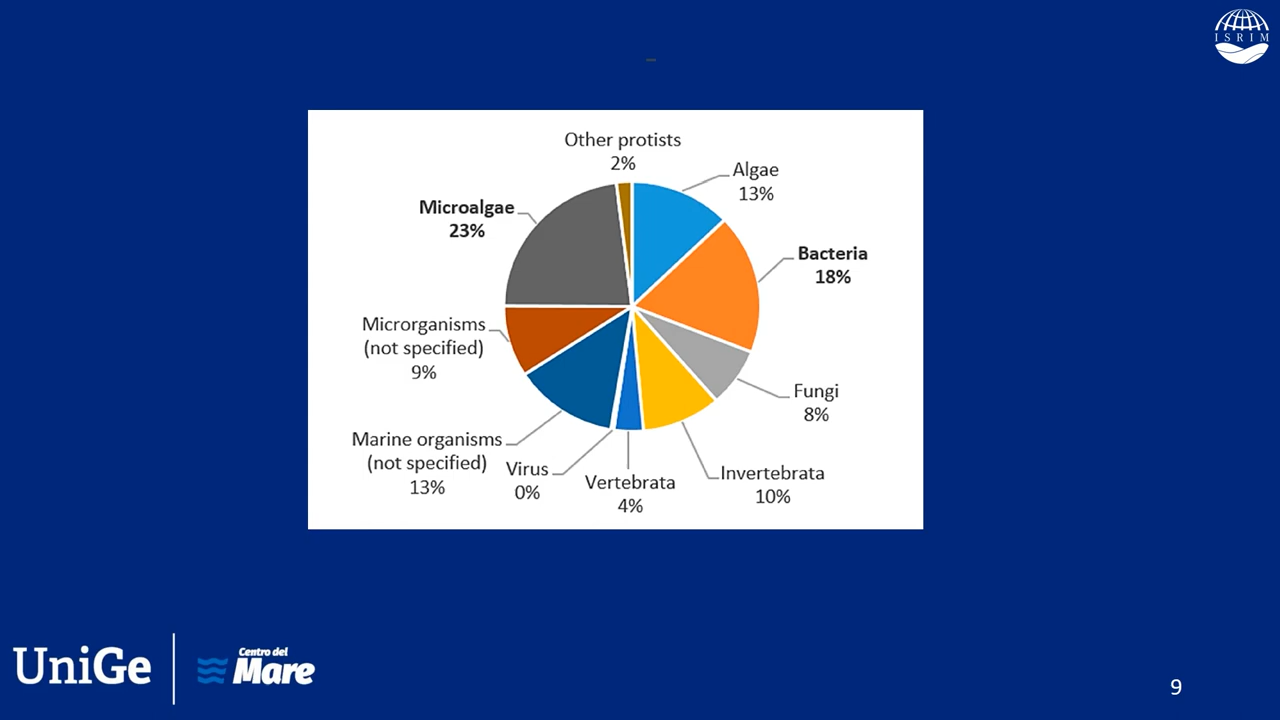 ISRIM
–
Other protists
2%
Algae
13%
Microalgae
23%
Bacteria
18%
Microrganisms
(not specified)
9%
Fungi
8%
Marine organisms
(not specified)
13%
Virus
0%
Vertebrata
4%
Invertebrata
10%
UniGe
Centro del
Mare
9